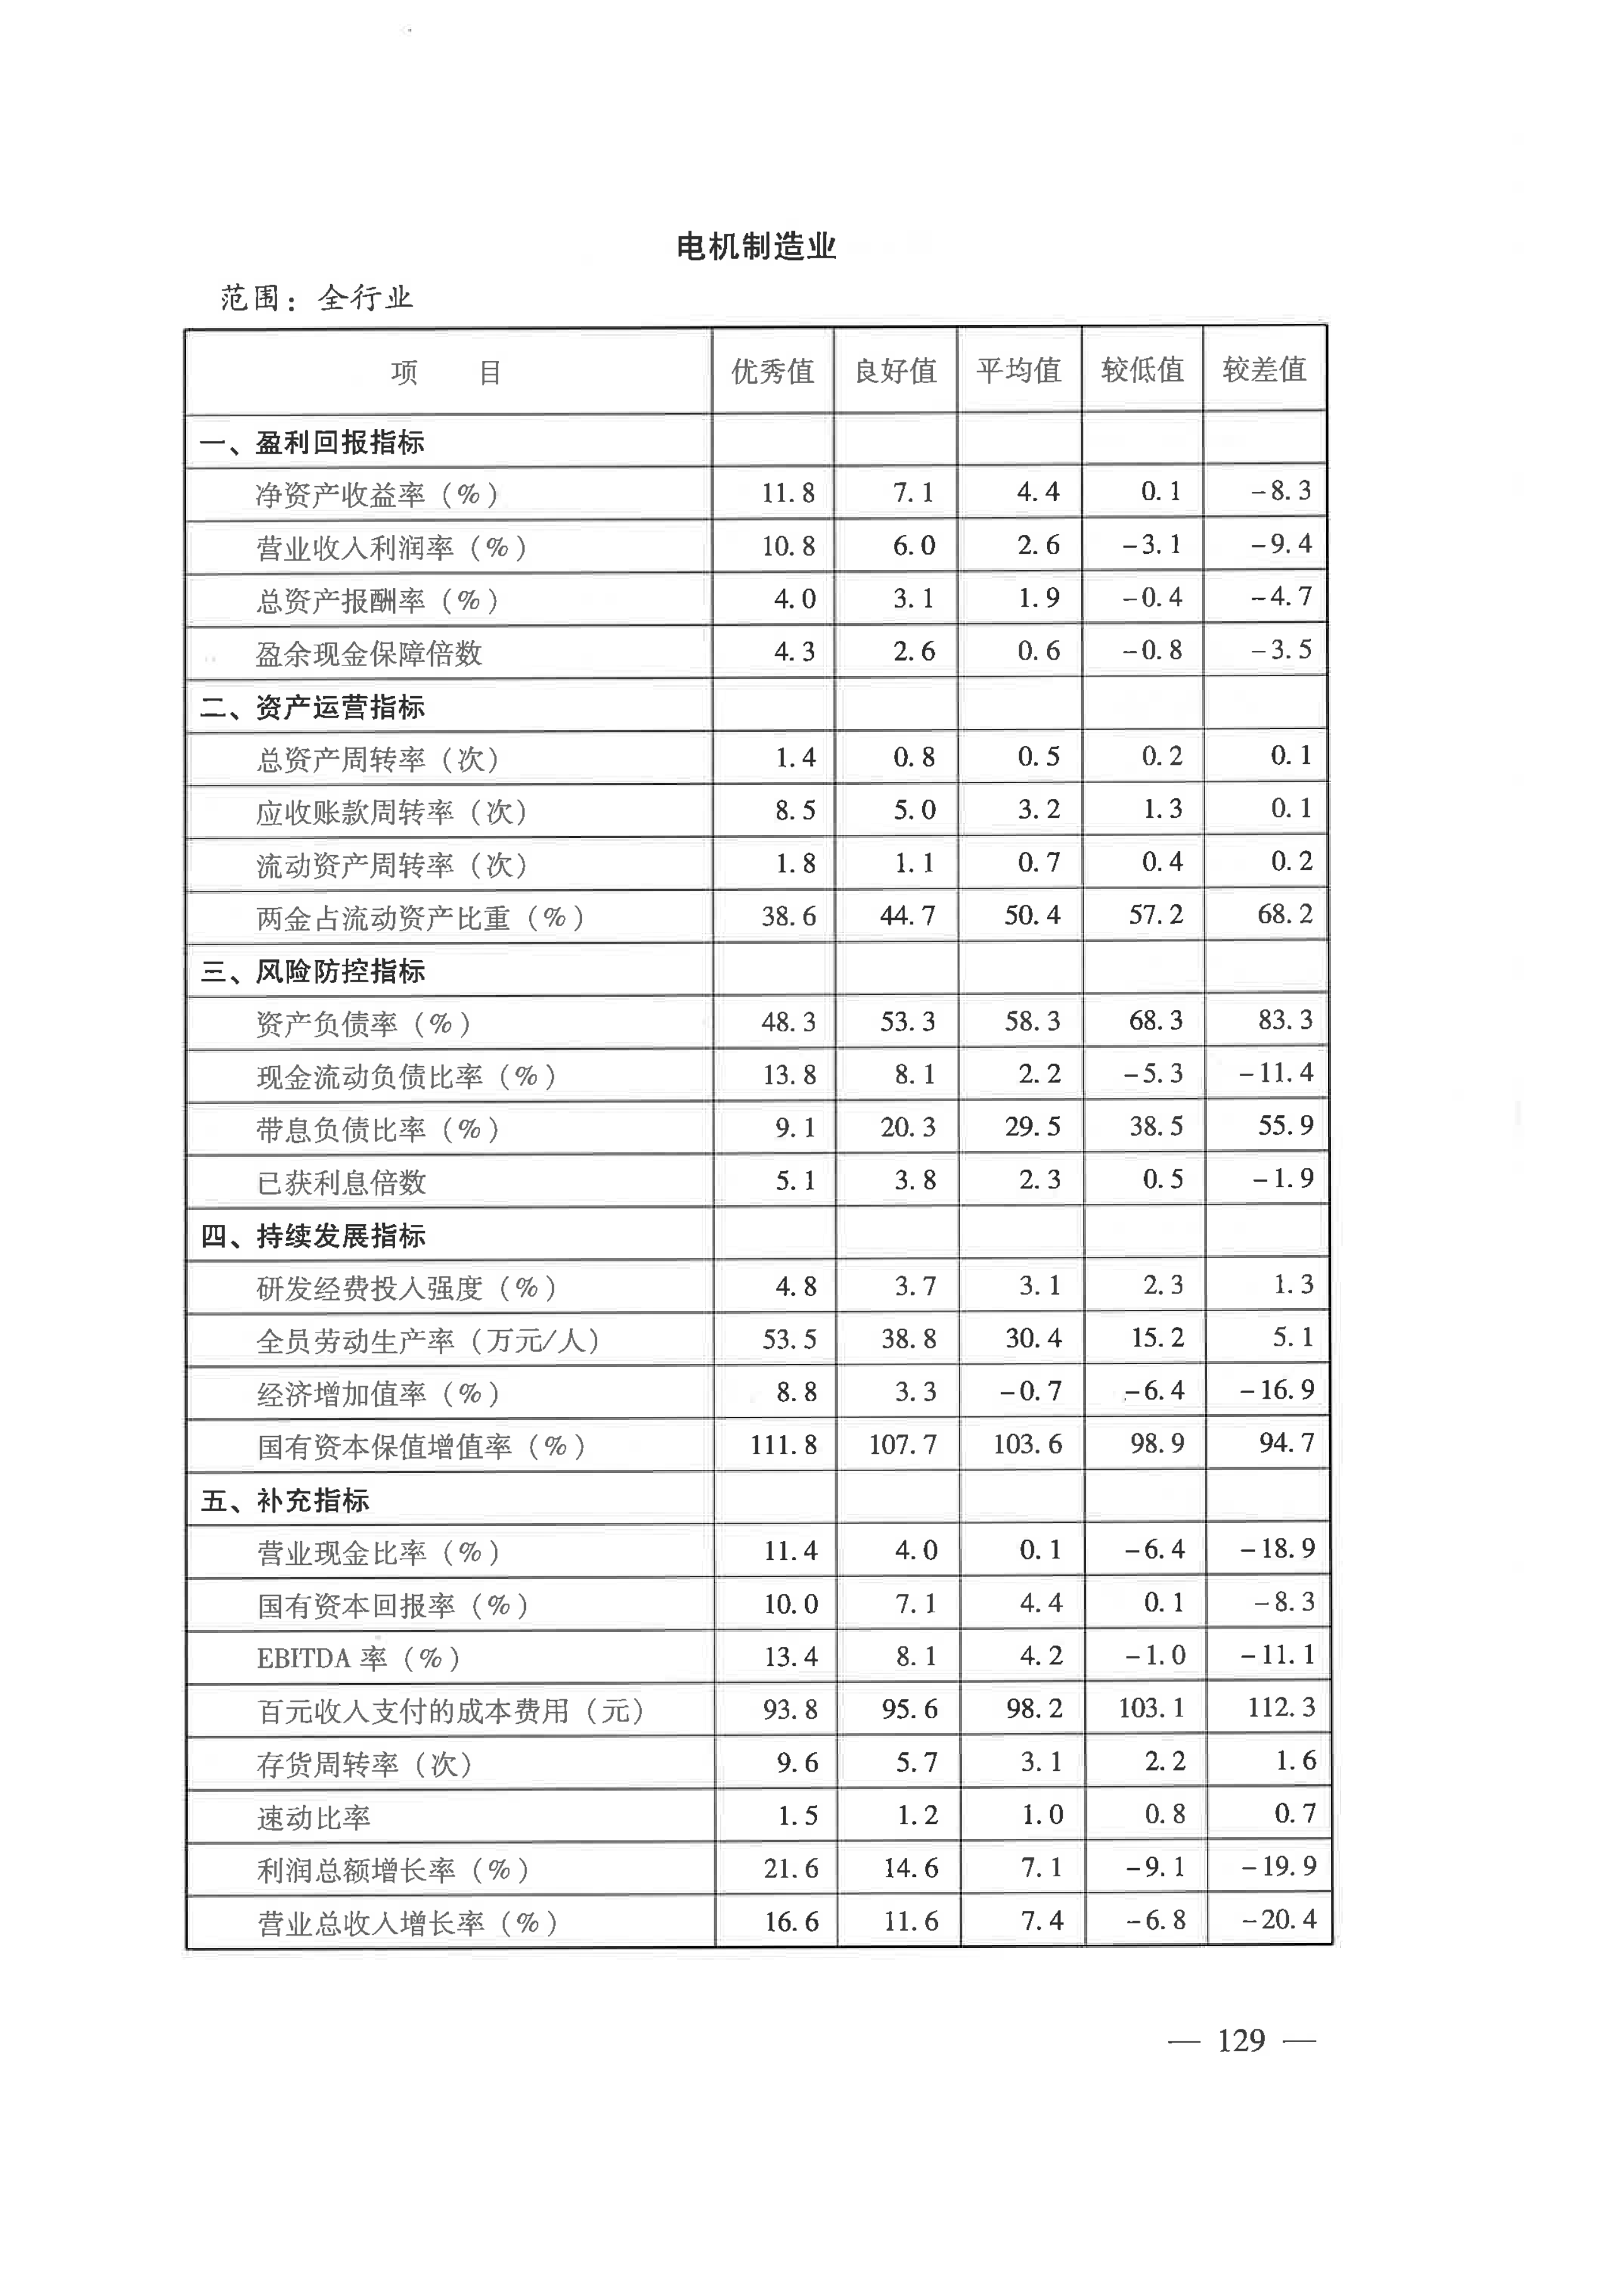 电机制造业
范围：全行业
项 目 优秀值 良好值 平均值 较低值 较差值
一、盈利回报指标
净资产收益率（%） 11.8 7.1 4.4 0.1 -8.3
营业收入利润率（%） 10.8 6.0 2.6 -3.1 -9.4
总资产报酬率（%） 4.0 3.1 1.9 -0.4 -4.7
盈余现金保障倍数 4.3 2.6 0.6 -0.8 -3.5
二、资产运营指标
总资产周转率（次） 1.4 0.8 0.5 0.2 0.1
应收账款周转率（次） 8.5 5.0 3.2 1.3 0.1
流动资产周转率（次） 1.8 1.1 0.7 0.4 0.2
两金占流动资产比重（%） 38.6 44.7 50.4 57.2 68.2
三、风险防控指标
资产负债率（%） 48.3 53.3 58.3 68.3 83.3
现金流动负债比率（%） 13.8 8.1 2.2 -5.3 -11.4
带息负债比率（%） 9.1 20.3 29.5 38.5 55.9
已获利息倍数 5.1 3.8 2.3 0.5 -1.9
四、持续发展指标
研发经费投入强度（%） 4.8 3.7 3.1 2.3 1.3
全员劳动生产率（万元/人） 53.5 38.8 30.4 15.2 5.1
经济增加值率（%） 8.8 3.3 -0.7 -6.4 -16.9
国有资本保值增值率（%） 111.8 107.7 103.6 98.9 94.7
五、补充指标
营业现金比率（%） 11.4 4.0 0.1 -6.4 -18.9
国有资本回报率（%） 10.0 7.1 4.4 0.1 -8.3
EBITDA 率（%） 13.4 8.1 4.2 -1.0 -11.1
百元收入支付的成本费用（元） 93.8 95.6 98.2 103.1 112.3
存货周转率（次） 9.6 5.7 3.1 2.2 1.6
速动比率 1.5 1.2 1.0 0.8 0.7
利润总额增长率（%） 21.6 14.6 7.1 -9.1 -19.9
营业总收入增长率（%） 16.6 11.6 7.4 -6.8 -20.4
— 129 —